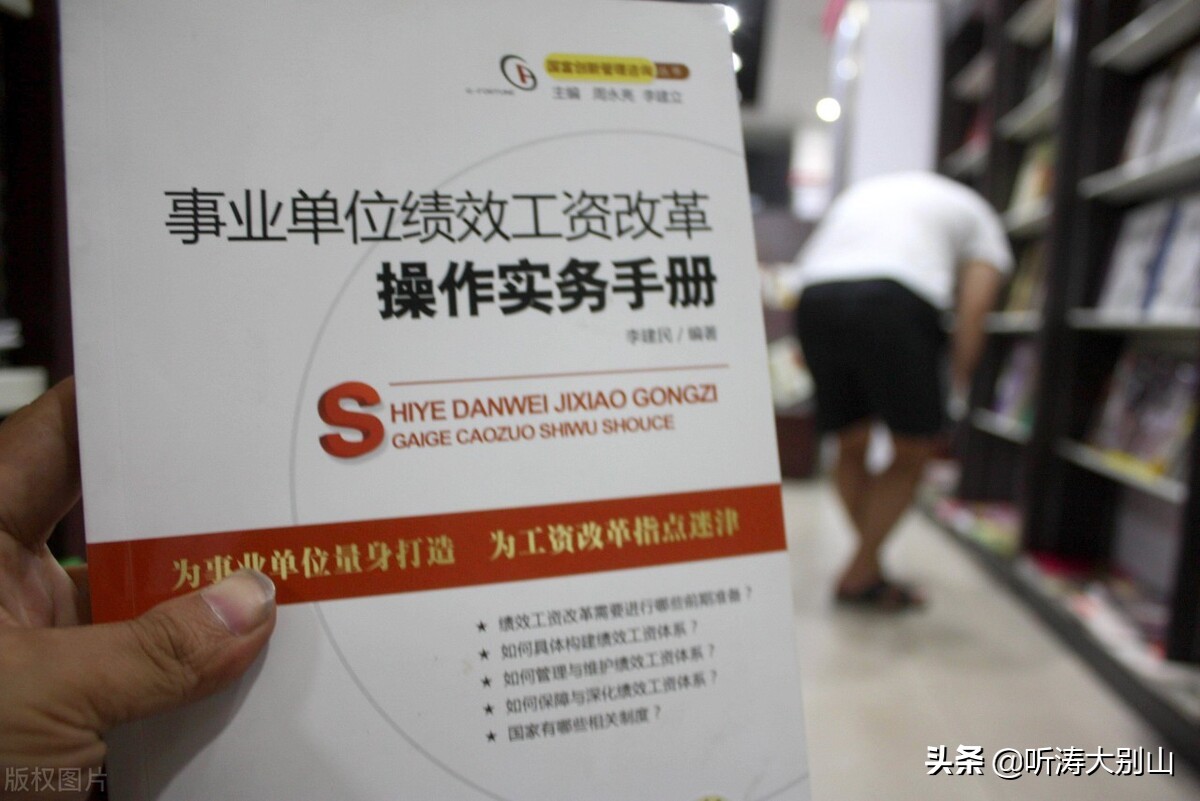 国富创新管理咨询丛书
主编 周永亮 李建立
事业单位绩效工资改革
操作实务手册
李建民 / 编著
SHIYE DANWEI JIXIAO GONGZI
GAIGE CAOZUO SHIWU SHOUCE
为事业单位量身打造 为工资改革指点迷津
★ 绩效工资改革需要进行哪些前期准备?
★ 如何具体构建绩效工资体系?
★ 如何管理与维护绩效工资体系?
★ 如何保障与深化绩效工资体系?
★ 国家有哪些相关制度?
版权图片
头条 @听涛大别山